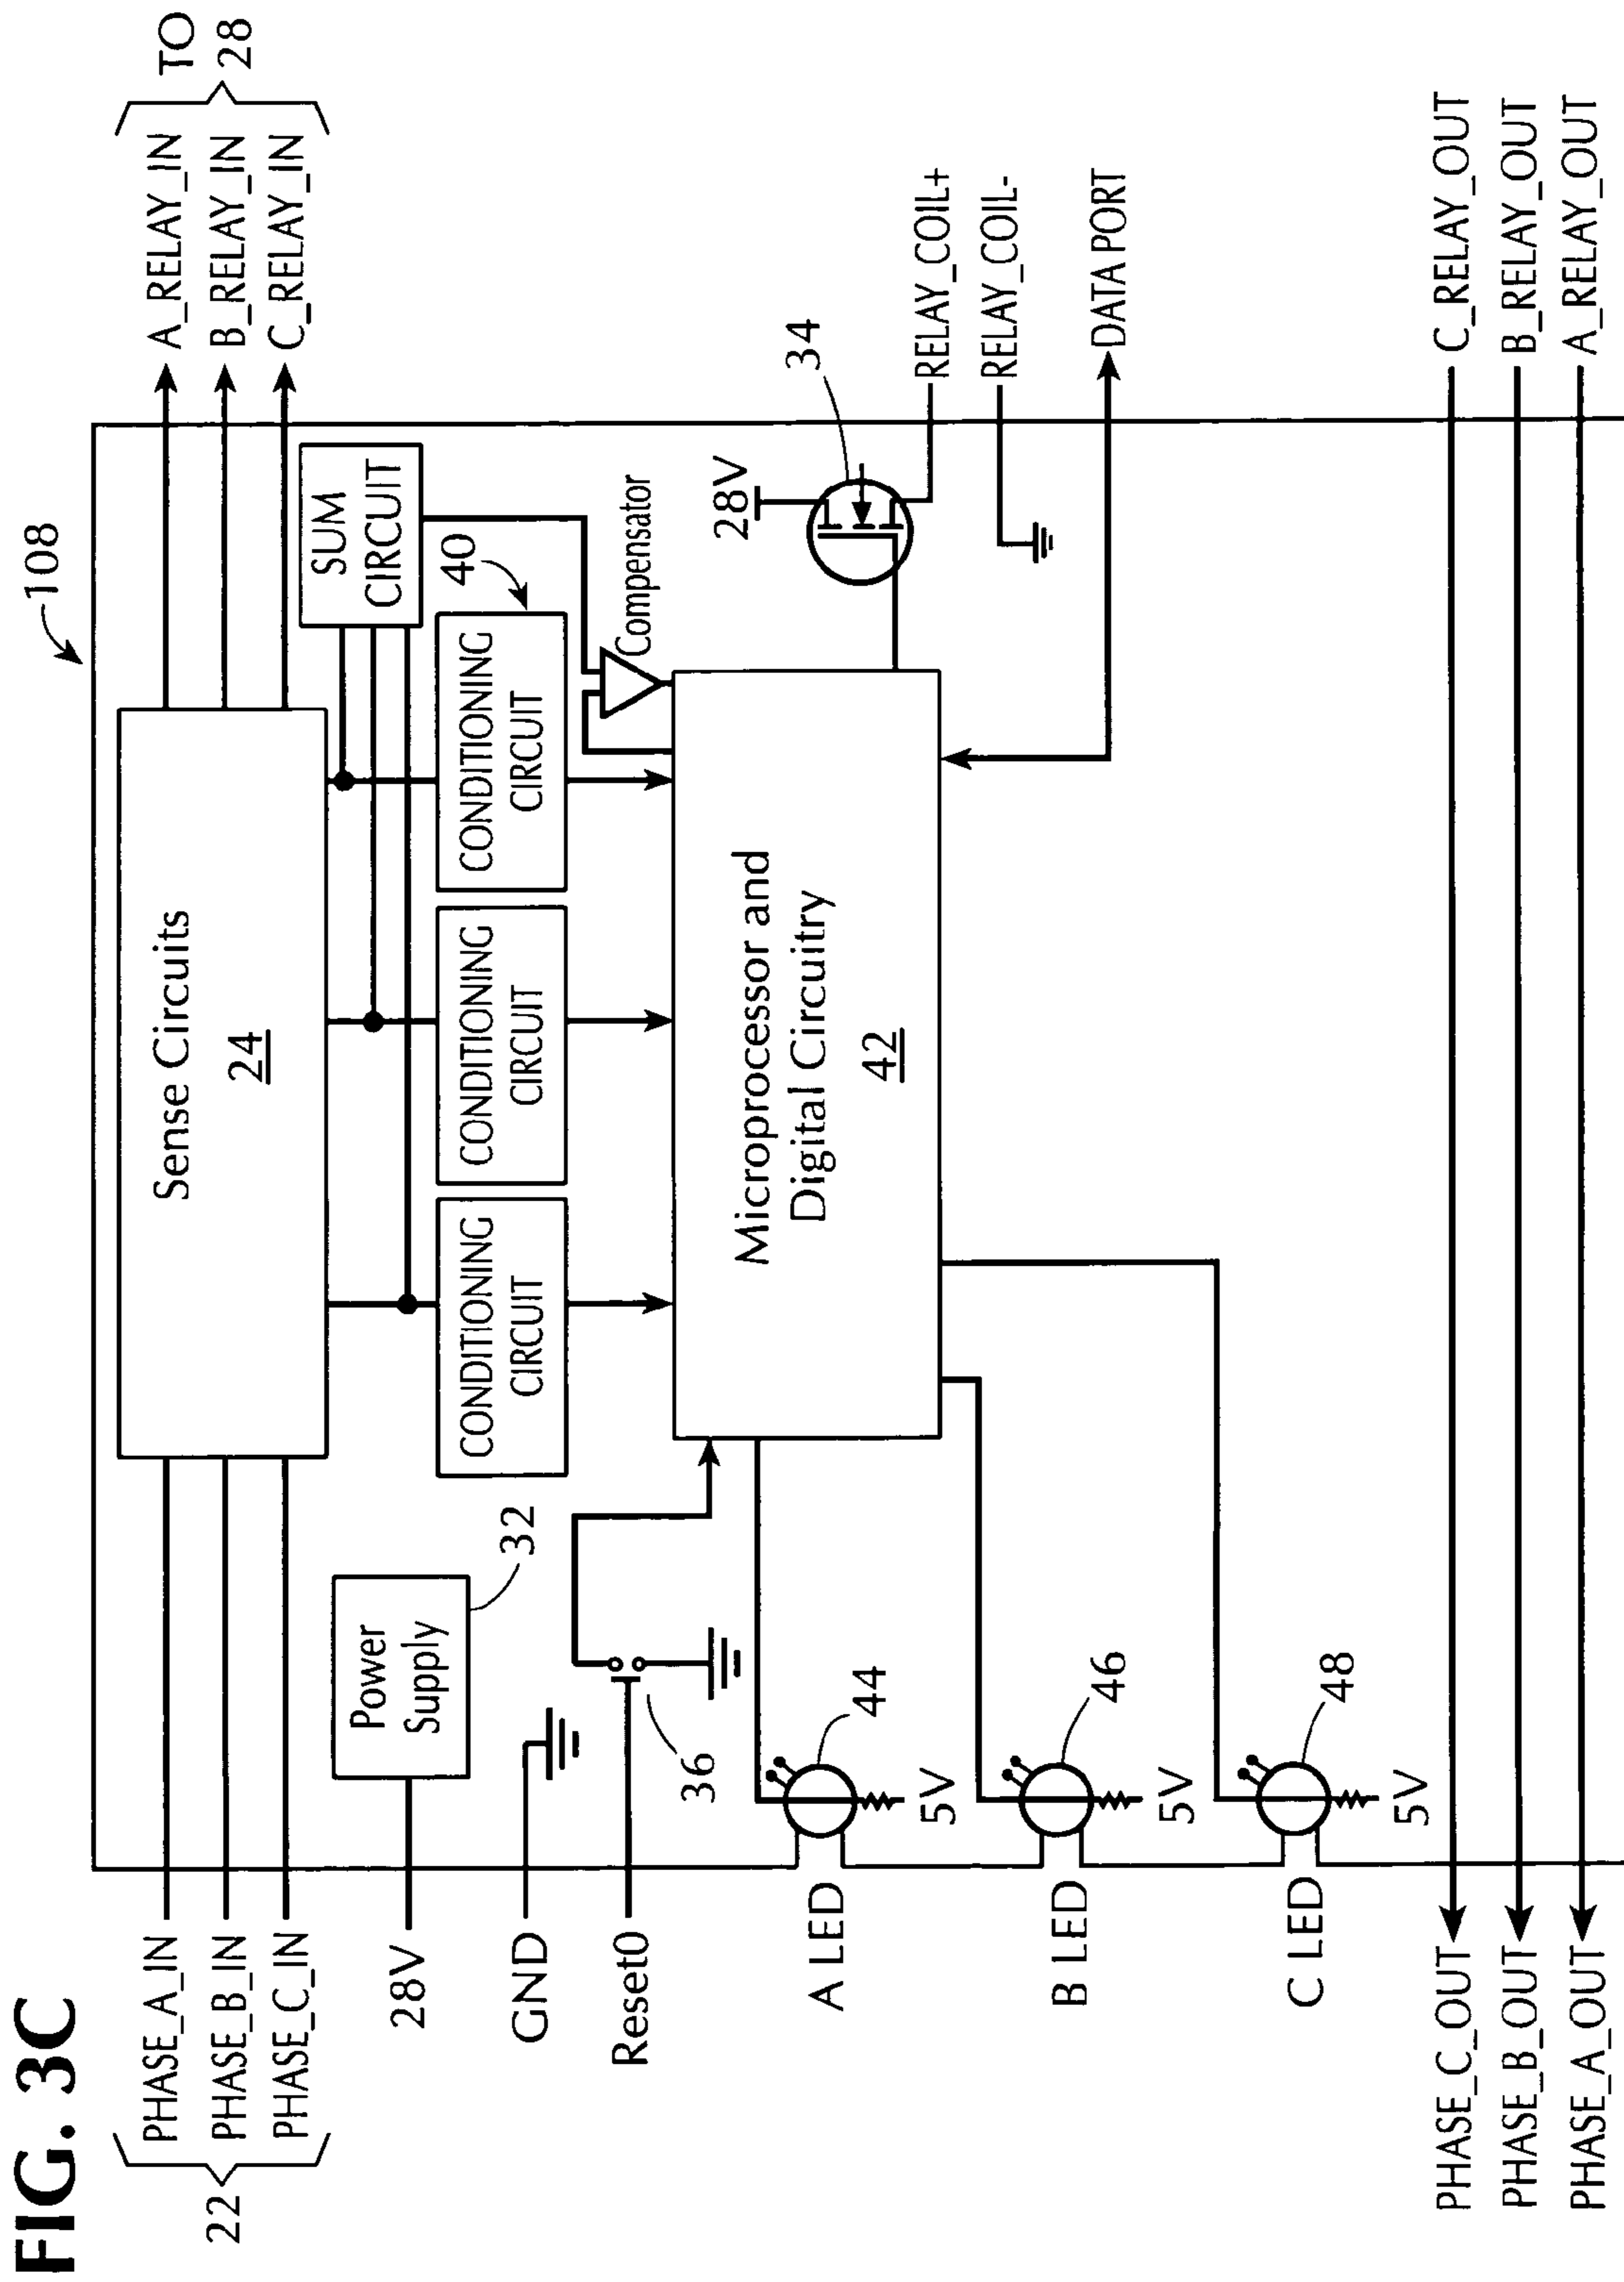 FIG. 3C
108
22
PHASE_A_IN
PHASE_B_IN
PHASE_C_IN
Sense Circuits
24
A_RELAY_IN
B_RELAY_IN
C_RELAY_IN
TO
28
28V
Power
Supply
32
SUM
CIRCUIT
CONDITIONING
CIRCUIT
CONDITIONING
CIRCUIT
CONDITIONING
CIRCUIT
40
Compensator
GND
Reset0
36
Microprocessor and
Digital Circuitry
42
28V
34
RELAY_COIL+
RELAY_COIL-
DATA PORT
A LED
44
5V
B LED
46
5V
C LED
48
5V
PHASE_C_OUT
C_RELAY_OUT
PHASE_B_OUT
B_RELAY_OUT
PHASE_A_OUT
A_RELAY_OUT